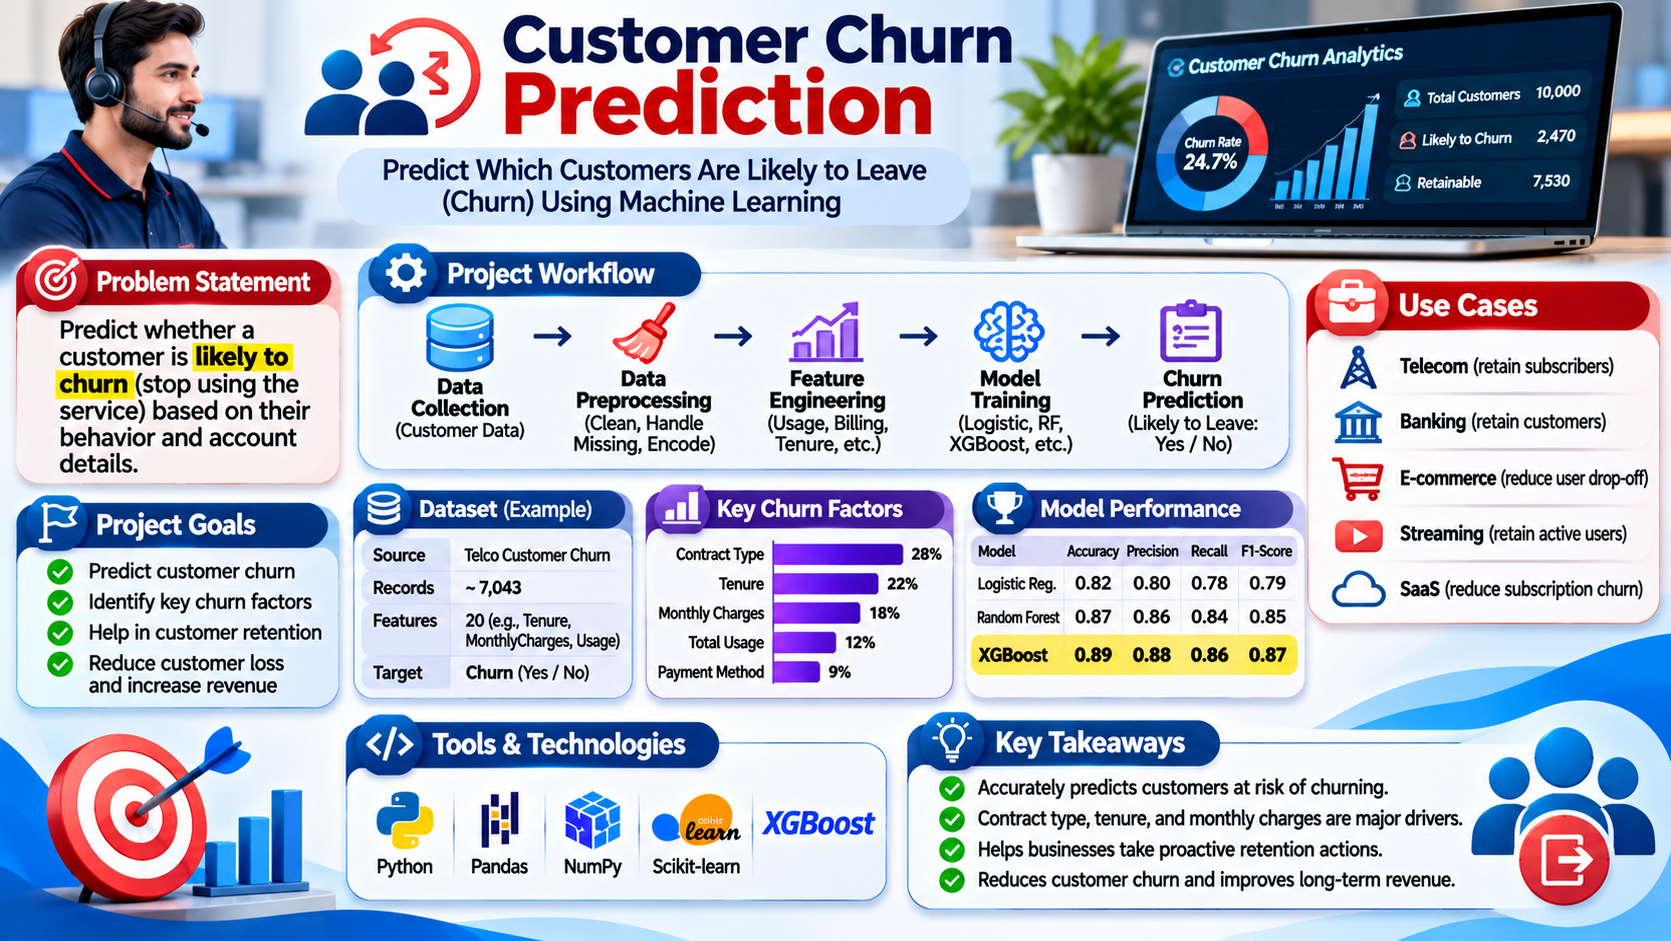 Customer Churn
Prediction
Predict Which Customers Are Likely to Leave
(Churn) Using Machine Learning
Customer Churn Analytics
Churn Rate
24.7%
Total Customers 10,000
Likely to Churn 2,470
Retainable 7,530
Problem Statement
Predict whether a
customer is likely to
churn (stop using the
service) based on their
behavior and account
details.
Project Workflow
Data
Collection
(Customer Data)
Data
Preprocessing
(Clean, Handle
Missing, Encode)
Feature
Engineering
(Usage, Billing,
Tenure, etc.)
Model
Training
(Logistic, RF,
XGBoost, etc.)
Churn
Prediction
(Likely to Leave:
Yes / No)
Use Cases
Telecom (retain subscribers)
Banking (retain customers)
E-commerce (reduce user drop-off)
Streaming (retain active users)
SaaS (reduce subscription churn)
Project Goals
Predict customer churn
Identify key churn factors
Help in customer retention
Reduce customer loss
and increase revenue
Dataset (Example)
Source Telco Customer Churn
Records ~ 7,043
Features 20 (e.g., Tenure,
MonthlyCharges, Usage)
Target Churn (Yes / No)
Key Churn Factors
Contract Type 28%
Tenure 22%
Monthly Charges 18%
Total Usage 12%
Payment Method 9%
Model Performance
Model Accuracy Precision Recall F1-Score
Logistic Reg. 0.82 0.80 0.78 0.79
Random Forest 0.87 0.86 0.84 0.85
XGBoost 0.89 0.88 0.86 0.87
</> Tools & Technologies
Python
Pandas
NumPy
learn
Scikit-learn
XGBoost
Key Takeaways
Accurately predicts customers at risk of churning.
Contract type, tenure, and monthly charges are major drivers.
Helps businesses take proactive retention actions.
Reduces customer churn and improves long-term revenue.